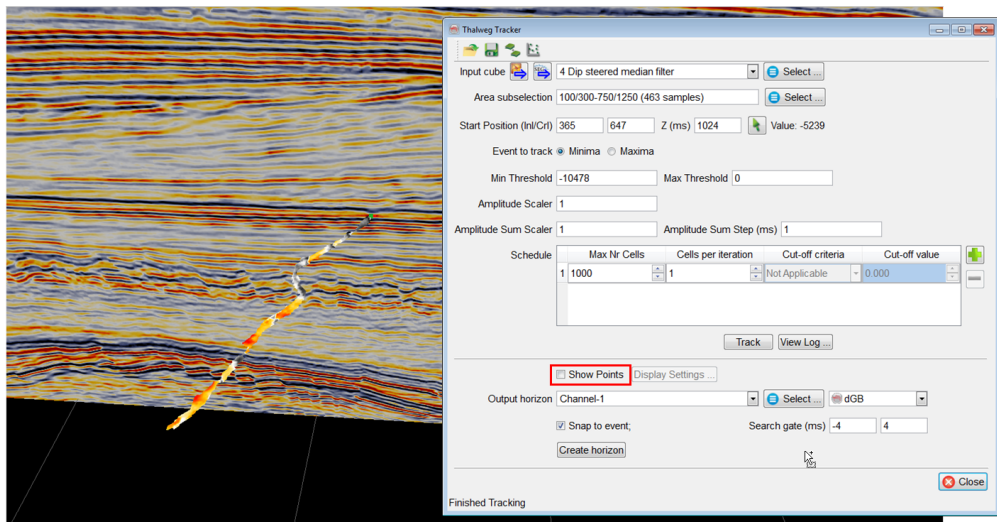 Thalweg Tracker
Input cube 4 Dip steered median filter Select ...
Area subselection 100/300-750/1250 (463 samples) Select ...
Start Position (Inl/Crl) 365 647 Z (ms) 1024 Value: -5239
Event to track Minima Maxima
Min Threshold -10478 Max Threshold 0
Amplitude Scaler 1
Amplitude Sum Scaler 1 Amplitude Sum Step (ms) 1
Schedule Max Nr Cells Cells per iteration Cut-off criteria Cut-off value
1 1000 1 Not Applicable 0.000
Track View Log ...
Show Points Display Settings ...
Output horizon Channel-1 Select ... dGB
Snap to event; Search gate (ms) -4 4
Create horizon
Close
Finished Tracking